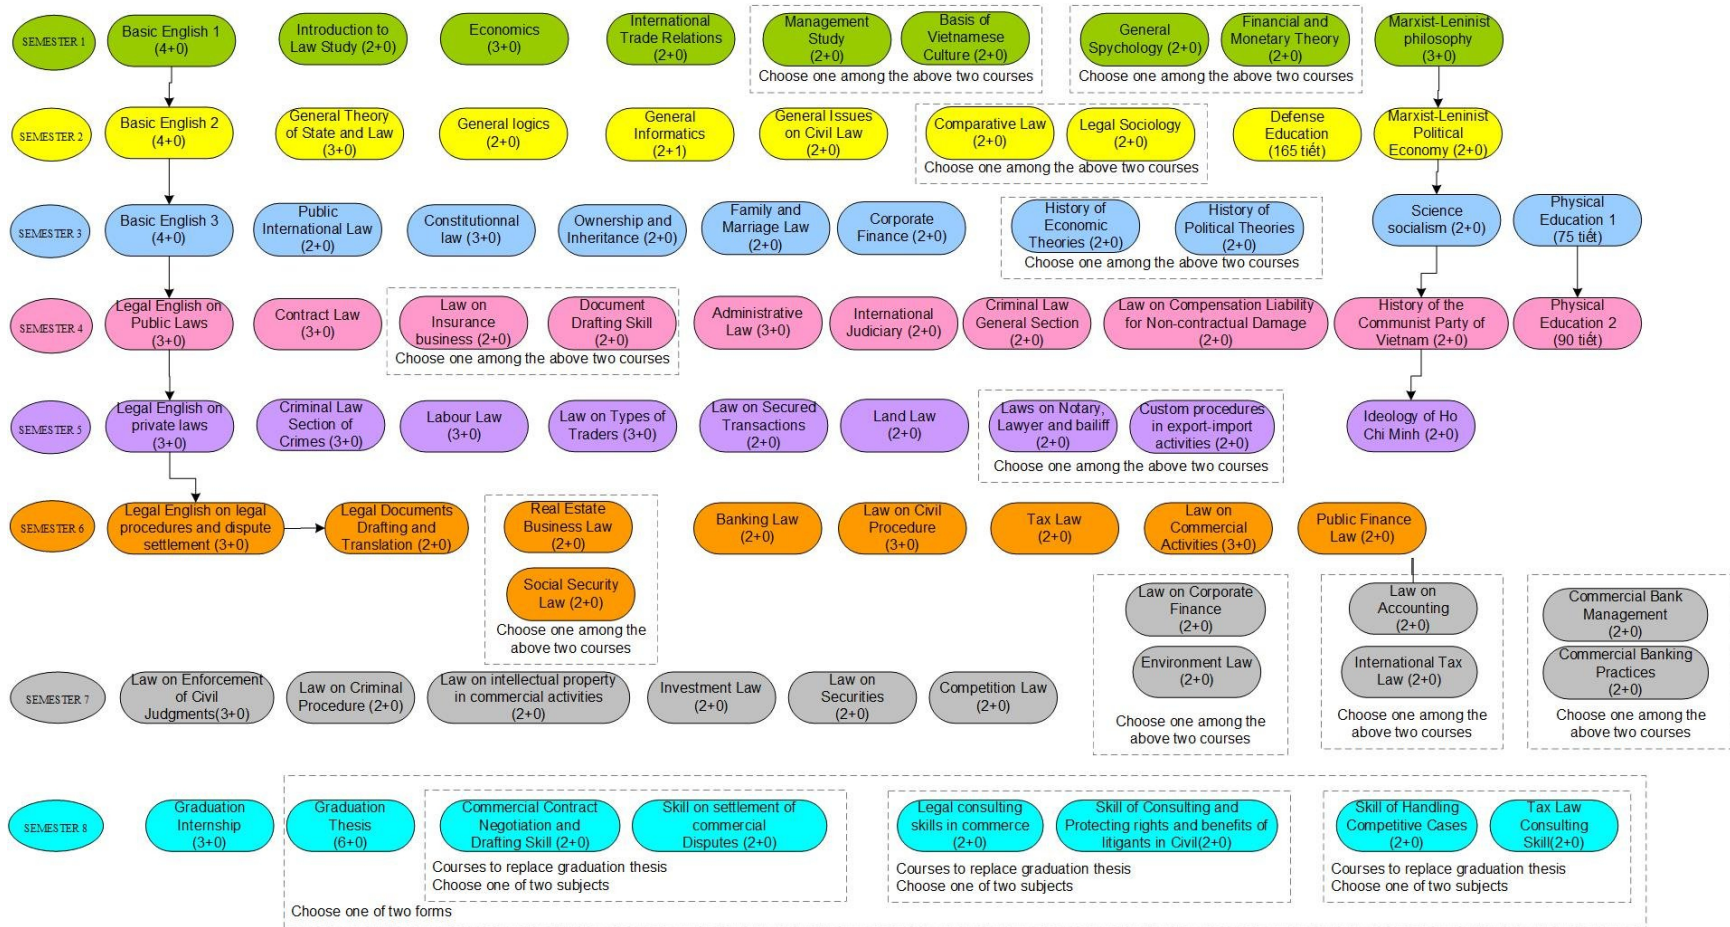 SEMESTER 1
Basic English 1
(4+0)
Introduction to
Law Study (2+0)
Economics
(3+0)
International
Trade Relations
(2+0)
Management
Study
(2+0)
Basis of
Vietnamese
Culture (2+0)
Choose one among the above two courses
General
Spychology (2+0)
Financial and
Monetary Theory
(2+0)
Choose one among the above two courses
Marxist-Leninist
philosophy
(3+0)
SEMESTER 2
Basic English 2
(4+0)
General Theory
of State and Law
(3+0)
General logics
(2+0)
General
Informatics
(2+1)
General Issues
on Civil Law
(2+0)
Comparative Law
(2+0)
Legal Sociology
(2+0)
Choose one among the above two courses
Defense
Education
(165 tiết)
Marxist-Leninist
Political
Economy (2+0)
SEMESTER 3
Basic English 3
(4+0)
Public
International Law
(2+0)
Constitutionnal
law (3+0)
Ownership and
Inheritance (2+0)
Family and
Marriage Law
(2+0)
Corporate
Finance (2+0)
History of
Economic
Theories (2+0)
History of
Political Theories
(2+0)
Choose one among the above two courses
Science
socialism (2+0)
Physical
Education 1
(75 tiết)
SEMESTER 4
Legal English on
Public Laws
(3+0)
Contract Law
(3+0)
Law on
Insurance
business (2+0)
Document
Drafting Skill
(2+0)
Choose one among the above two courses
Administrative
Law (3+0)
International
Judiciary (2+0)
Criminal Law
General Section
(2+0)
Law on Compensation Liability
for Non-contractual Damage
(2+0)
History of the
Communist Party of
Vietnam (2+0)
Physical
Education 2
(90 tiết)
SEMESTER 5
Legal English on
private laws
(3+0)
Criminal Law
Section of
Crimes (3+0)
Labour Law
(3+0)
Law on Types of
Traders (3+0)
Law on Secured
Transactions
(2+0)
Land Law
(2+0)
Laws on Notary,
Lawyer and bailiff
(2+0)
Custom procedures
in export-import
activities (2+0)
Choose one among the above two courses
Ideology of Ho
Chi Minh (2+0)
SEMESTER 6
Legal English on legal
procedures and dispute
settlement (3+0)
Legal Documents
Drafting and
Translation (2+0)
Real Estate
Business Law
(2+0)
Social Security
Law (2+0)
Choose one among the
above two courses
Banking Law
(2+0)
Law on Civil
Procedure
(3+0)
Tax Law
(2+0)
Law on
Commercial
Activities (3+0)
Public Finance
Law (2+0)
SEMESTER 7
Law on Enforcement
of Civil
Judgments(3+0)
Law on Criminal
Procedure (2+0)
Law on intellectual property
in commercial activities
(2+0)
Investment Law
(2+0)
Law on
Securities
(2+0)
Competition Law
(2+0)
Law on Corporate
Finance
(2+0)
Environment Law
(2+0)
Choose one among the
above two courses
Law on
Accounting
(2+0)
International Tax
Law (2+0)
Choose one among the
above two courses
Commercial Bank
Management
(2+0)
Commercial Banking
Practices
(2+0)
Choose one among the
above two courses
SEMESTER 8
Graduation
Internship
(3+0)
Graduation
Thesis
(6+0)
Commercial Contract
Negotiation and
Drafting Skill (2+0)
Skill on settlement of
commercial
Disputes (2+0)
Courses to replace graduation thesis
Choose one of two subjects
Legal consulting
skills in commerce
(2+0)
Skill of Consulting and
Protecting rights and benefits of
litigants in Civil(2+0)
Courses to replace graduation thesis
Choose one of two subjects
Skill of Handling
Competitive Cases
(2+0)
Tax Law
Consulting
Skill(2+0)
Courses to replace graduation thesis
Choose one of two subjects
Choose one of two forms